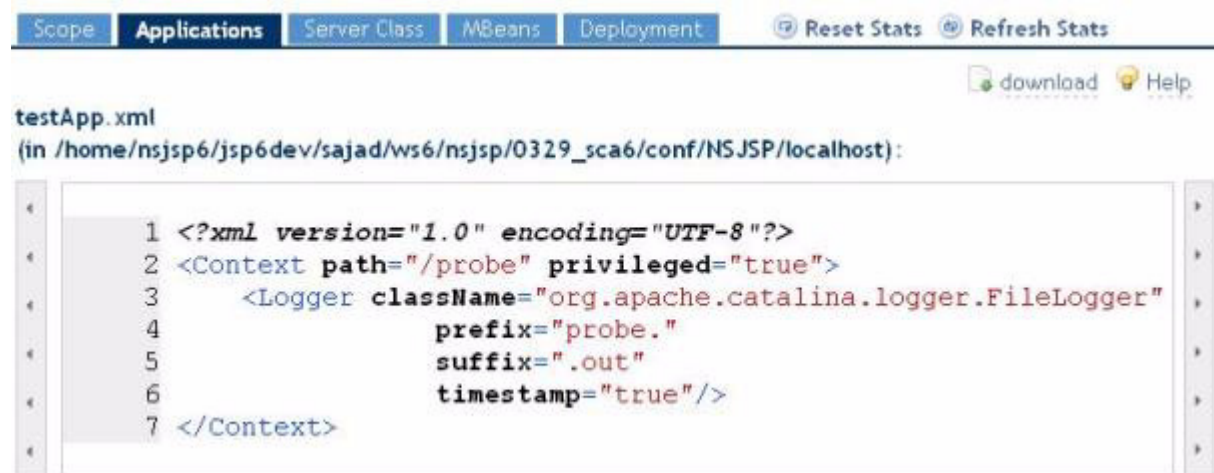 Scope Applications Server Class MBeans Deployment Reset Stats Refresh Stats
download Help
testApp.xml
(in /home/nsjsp6/jsp6dev/sajad/ws6/nsjsp/0329_sca6/conf/NSJSP/localhost):
1 <?xml version="1.0" encoding="UTF-8"?>
2 <Context path="/probe" privileged="true">
3 <Logger className="org.apache.catalina.logger.FileLogger"
4 prefix="probe."
5 suffix=".out"
6 timestamp="true"/>
7 </Context>